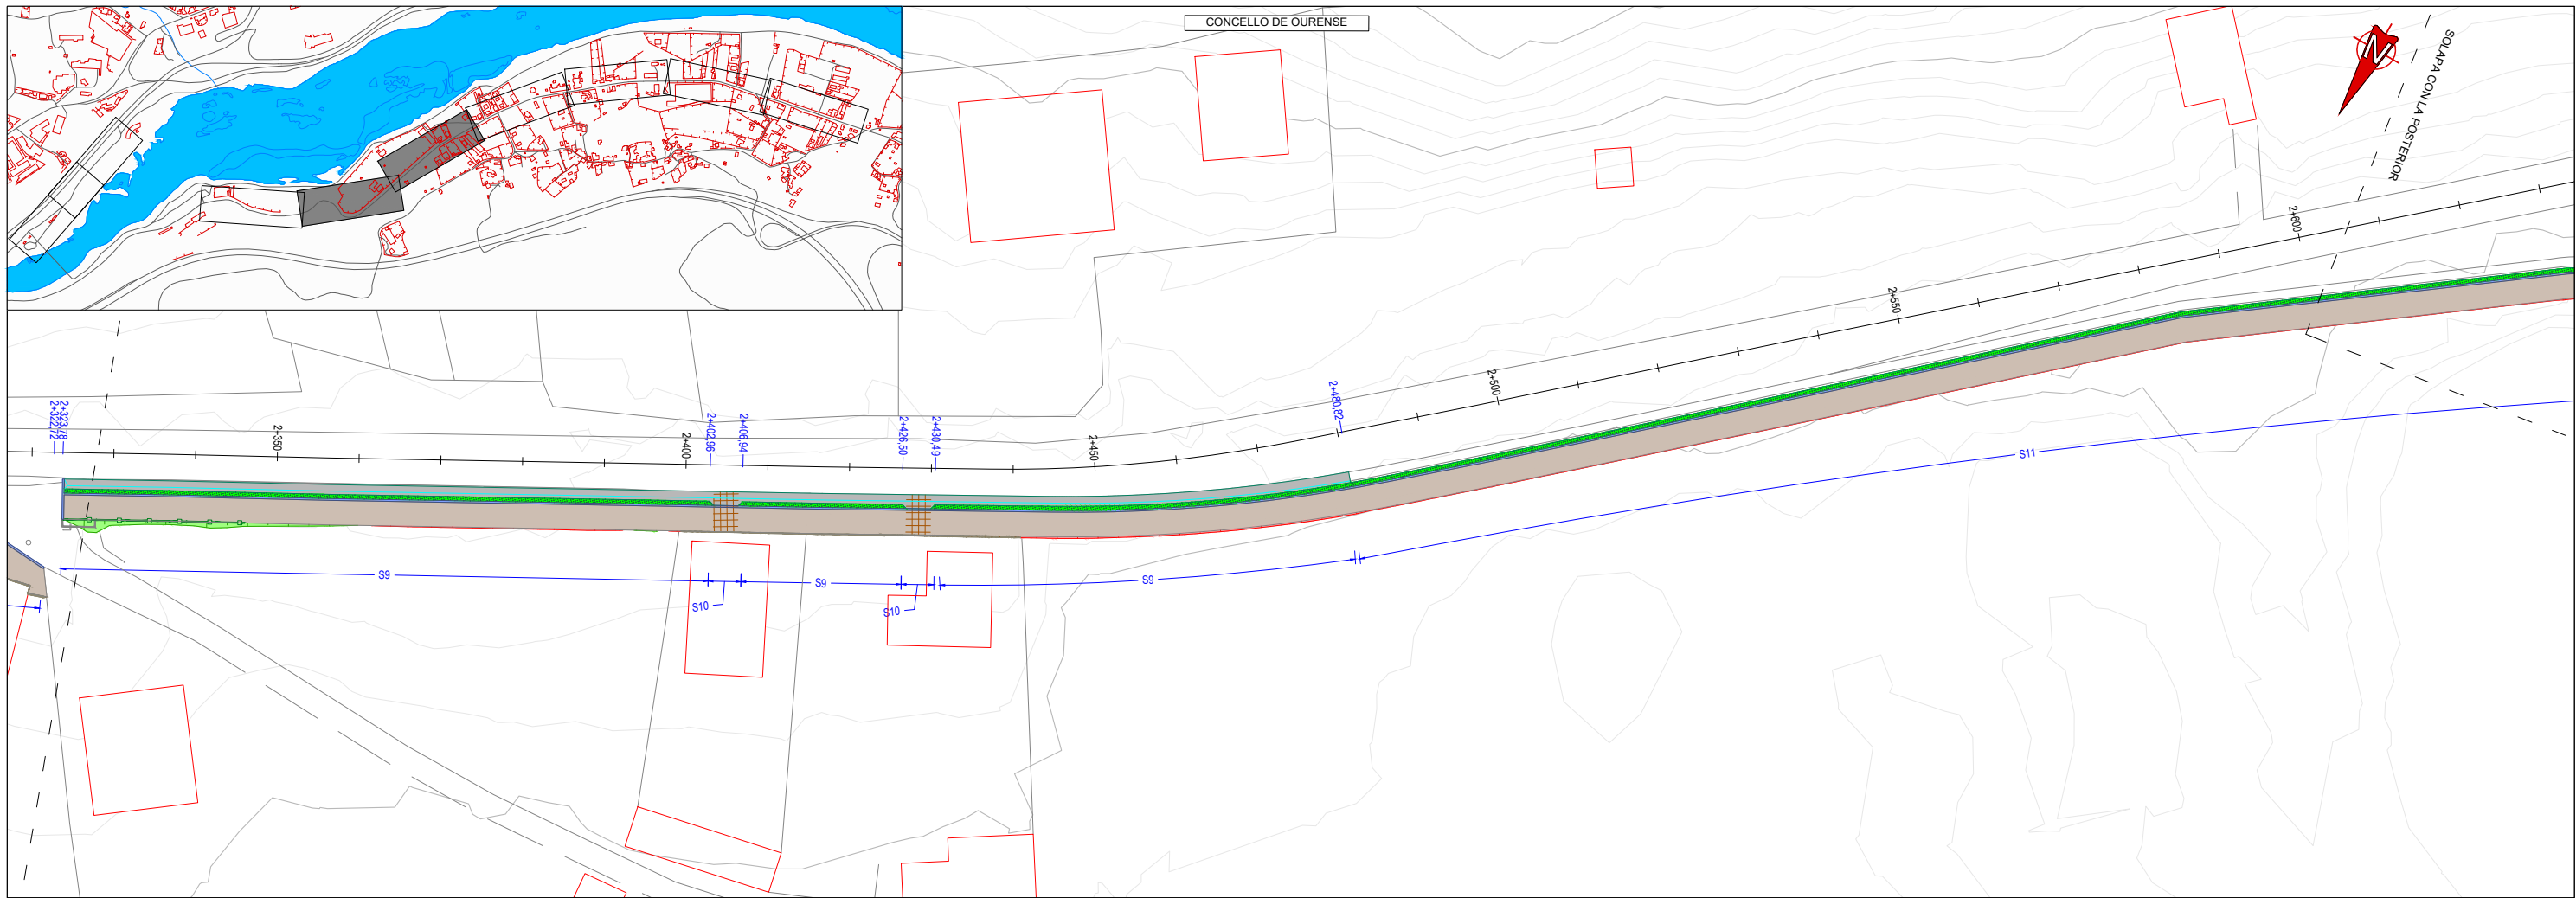 CONCELLO DE OURENSE
N
SOLAPA CON LA POSTERIOR
2+322,72
2+323,78
2+350
2+400
2+402,96
2+406,94
2+426,50
2+430,49
2+450
2+480,82
2+500
2+550
2+600
S9
S10
S9
S10
S9
S11